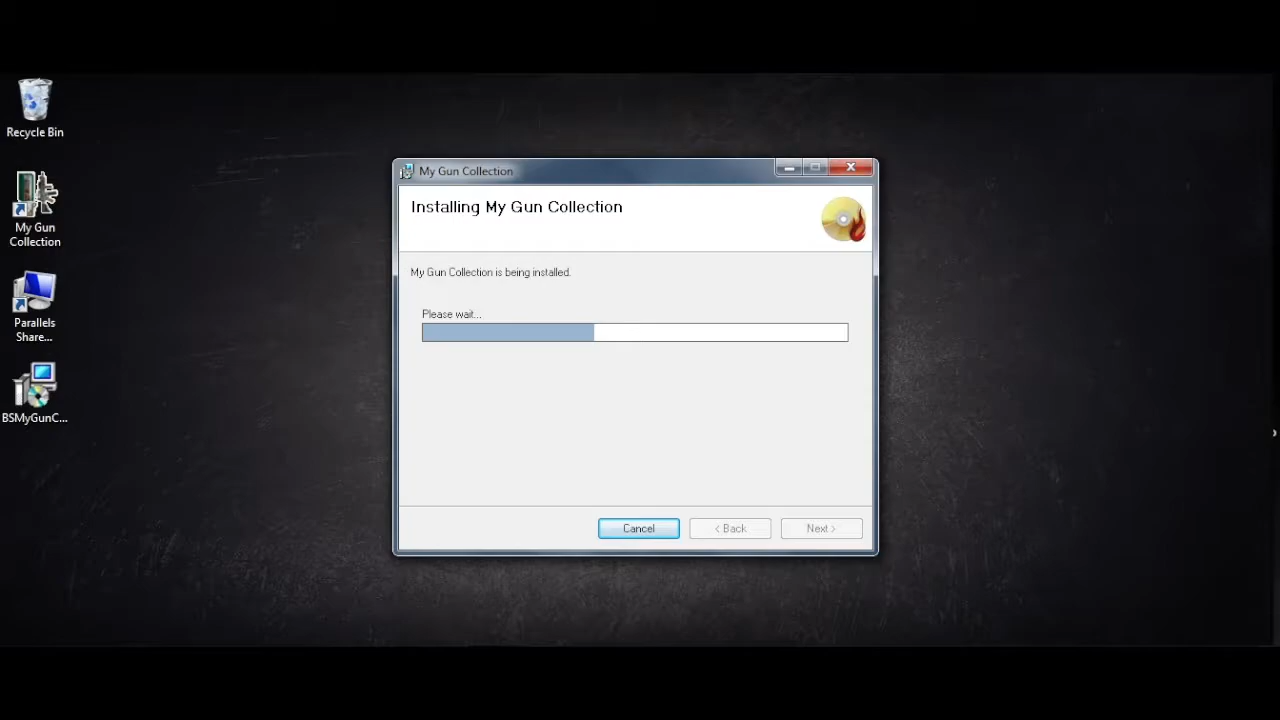 Recycle Bin
My Gun
Collection
Parallels
Share...
BSMyGunC...
My Gun Collection
Installing My Gun Collection
My Gun Collection is being installed.
Please wait...
Cancel
< Back
Next >